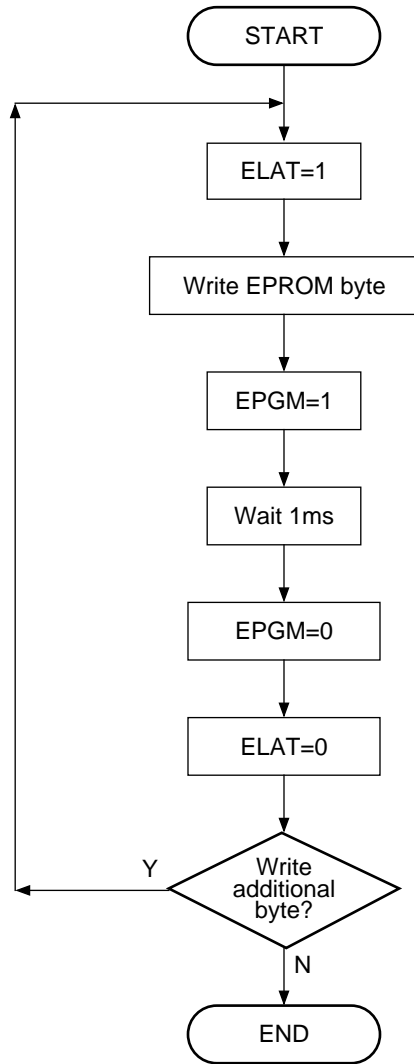 START
ELAT=1
Write EPROM byte
EPGM=1
Wait 1ms
EPGM=0
ELAT=0
Write
additional
byte?
Y
N
END